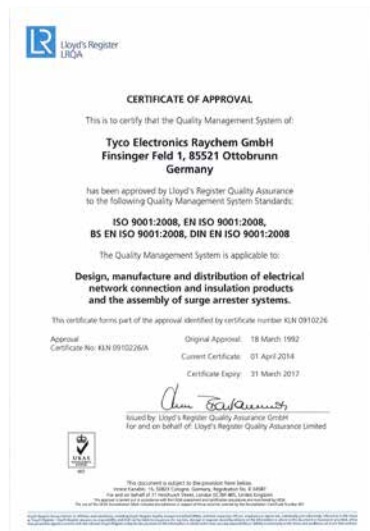 LR
Lloyd's Register
LRQA
CERTIFICATE OF APPROVAL
This is to certify that the Quality Management System of:
Tyco Electronics Raychem GmbH
Finsinger Feld 1, 85521 Ottobrunn
Germany
has been approved by Lloyd's Register Quality Assurance
to the following Quality Management System Standards:
ISO 9001:2008, EN ISO 9001:2008,
BS EN ISO 9001:2008, DIN EN ISO 9001:2008
The Quality Management System is applicable to:
Design, manufacture and distribution of electrical
network connection and insulation products
and the assembly of surge arrester systems.
This certificate forms part of the approval identified by certificate number KLN 0910226
Approval
Certificate No: KLN 0910226/A
Original Approval: 18 March 1992
Current Certificate: 01 April 2014
Certificate Expiry: 31 March 2017
Issued by: Lloyd's Register Quality Assurance GmbH
For and on behalf of: Lloyd's Register Quality Assurance Limited
UKAS
This document is subject to the provision